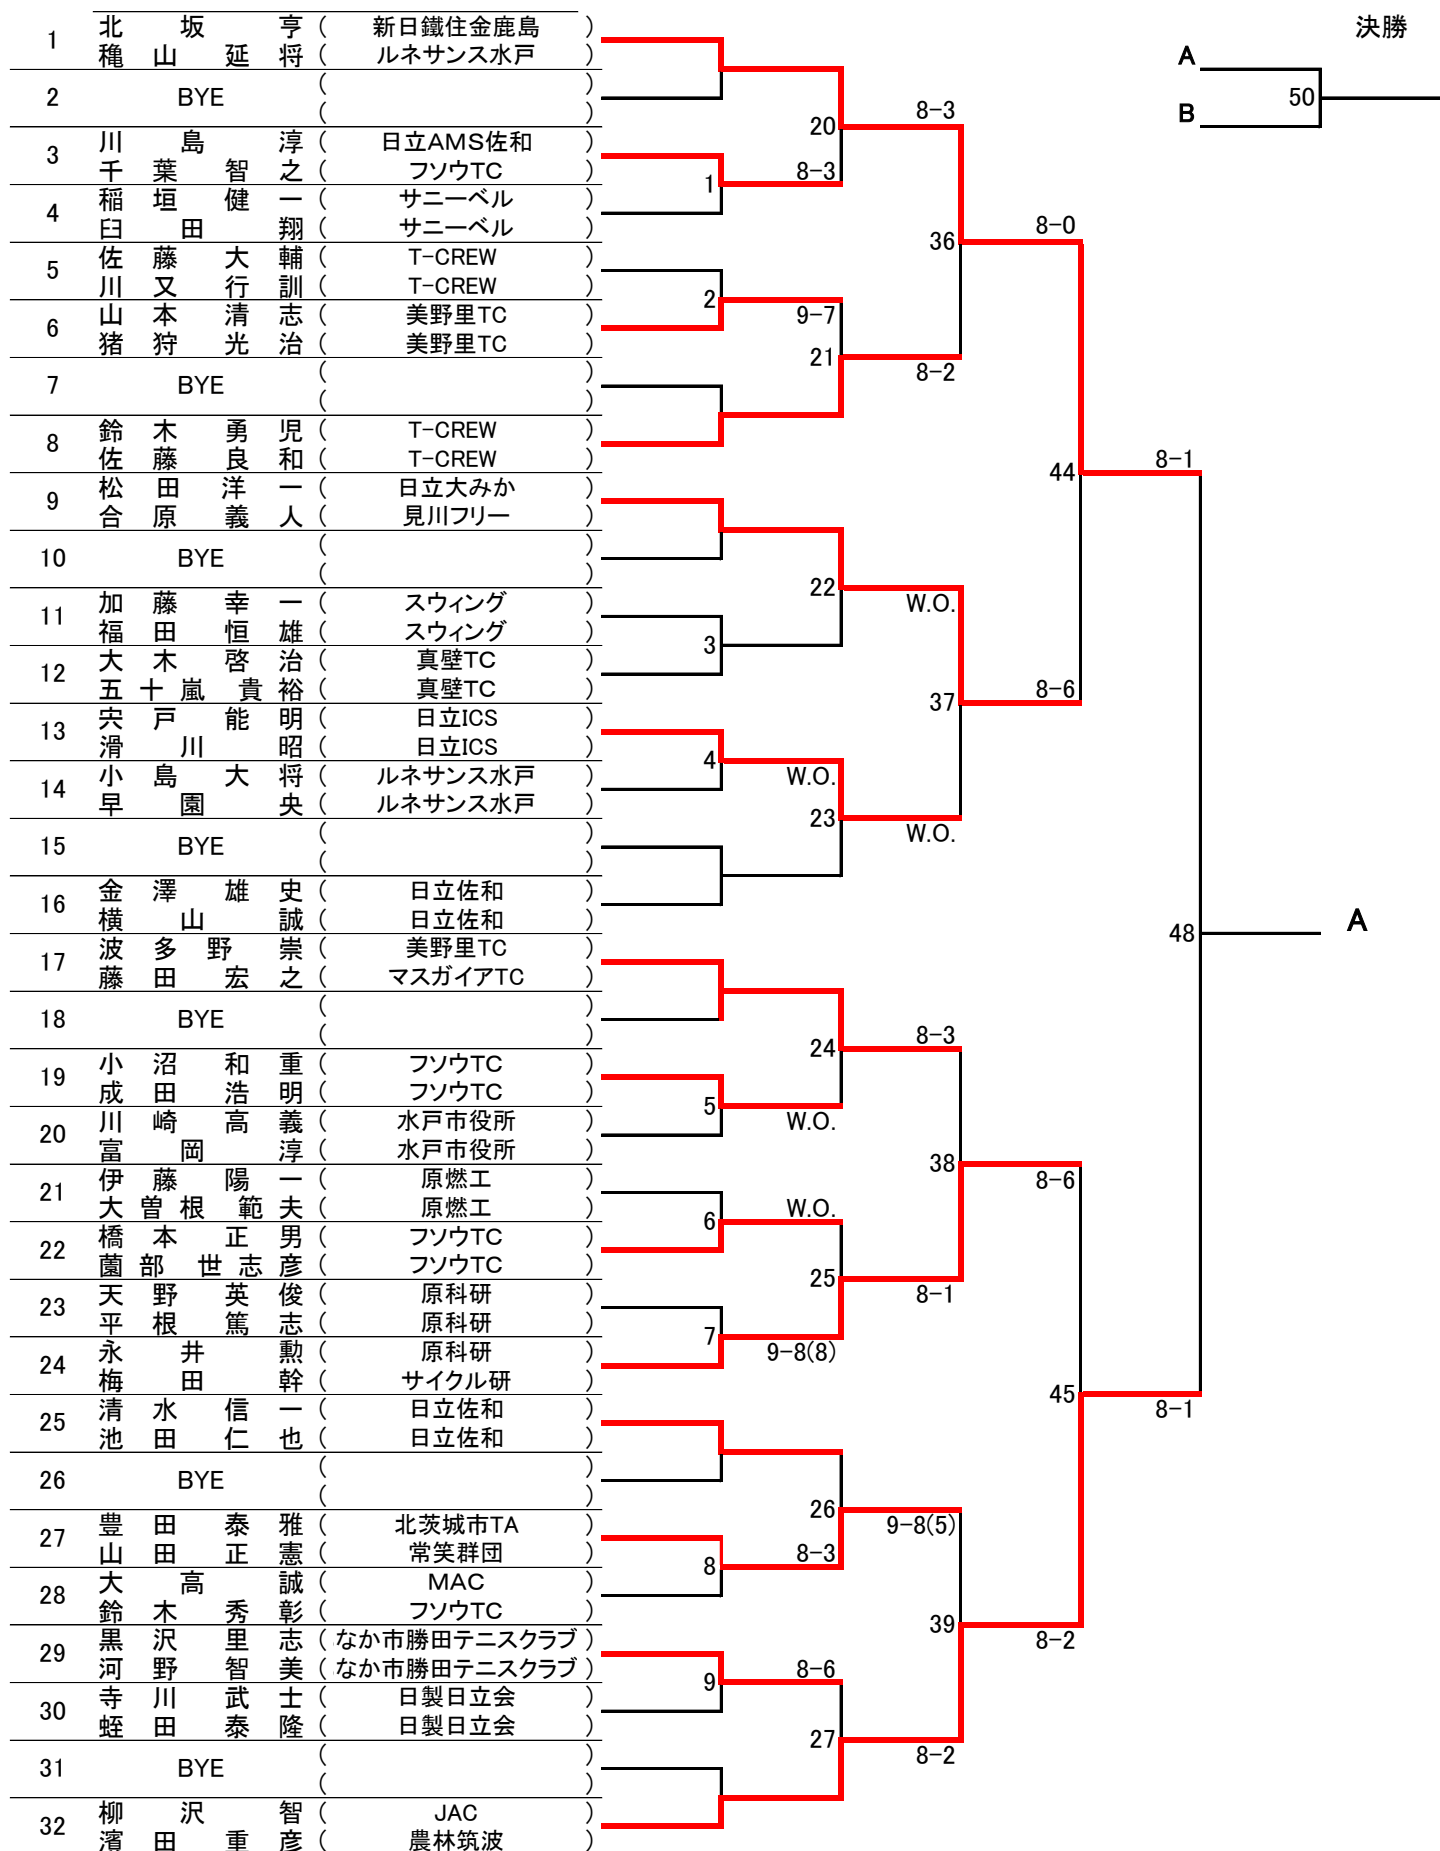 決勝
A
50
B
1 北坂亨 ( 新日鐵住金鹿島 )
穐山延将 ( ルネサンス水戸 )
2 BYE ( )
( )
3 川島淳 ( 日立AMS佐和 )
千葉智之 ( フソウTC )
4 稲垣健一 ( サニーベル )
臼田翔 ( サニーベル )
5 佐藤大輔 ( T-CREW )
川又行訓 ( T-CREW )
6 山本清志 ( 美野里TC )
猪狩光治 ( 美野里TC )
7 BYE ( )
( )
8 鈴木勇児 ( T-CREW )
佐藤良和 ( T-CREW )
9 松田洋一 ( 日立大みか )
合原義人 ( 見川フリー )
10 BYE ( )
( )
11 加藤幸一 ( スウィング )
福田恒雄 ( スウィング )
12 大木啓治 ( 真壁TC )
五十嵐貴裕 ( 真壁TC )
13 宍戸能明 ( 日立ICS )
滑川昭 ( 日立ICS )
14 小島大将 ( ルネサンス水戸 )
早園央 ( ルネサンス水戸 )
15 BYE ( )
( )
16 金澤雄史 ( 日立佐和 )
横山誠 ( 日立佐和 )
17 波多野崇 ( 美野里TC )
藤田宏之 ( マスガイアTC )
18 BYE ( )
( )
19 小沼和重 ( フソウTC )
成田浩明 ( フソウTC )
20 川崎高義 ( 水戸市役所 )
富岡淳 ( 水戸市役所 )
21 伊藤陽一 ( 原燃工 )
大曽根範夫 ( 原燃工 )
22 橋本正男 ( フソウTC )
薗部世志彦 ( フソウTC )
23 天野英俊 ( 原科研 )
平根篤志 ( 原科研 )
24 永井勲 ( 原科研 )
梅田幹 ( サイクル研 )
25 清水信一 ( 日立佐和 )
池田仁也 ( 日立佐和 )
26 BYE ( )
( )
27 豊田泰雅 ( 北茨城市TA )
山田正憲 ( 常笑群団 )
28 大高誠 ( MAC )
鈴木秀彰 ( フソウTC )
29 黒沢里志 ( なか市勝田テニスクラブ )
河野智美 ( なか市勝田テニスクラブ )
30 寺川武士 ( 日製日立会 )
蛭田泰隆 ( 日製日立会 )
31 BYE ( )
( )
32 柳沢智 ( JAC )
濱田重彦 ( 農林筑波 )
1
2
3
4
5
6
7
8
9
20
8-3
9-7
21
22
W.O.
23
24
W.O.
W.O.
25
9-8(8)
26
8-3
8-6
27
8-3
36
8-2
W.O.
37
W.O.
8-3
38
8-1
9-8(5)
39
8-2
8-0
44
8-6
8-6
45
8-2
8-1
48
8-1
A